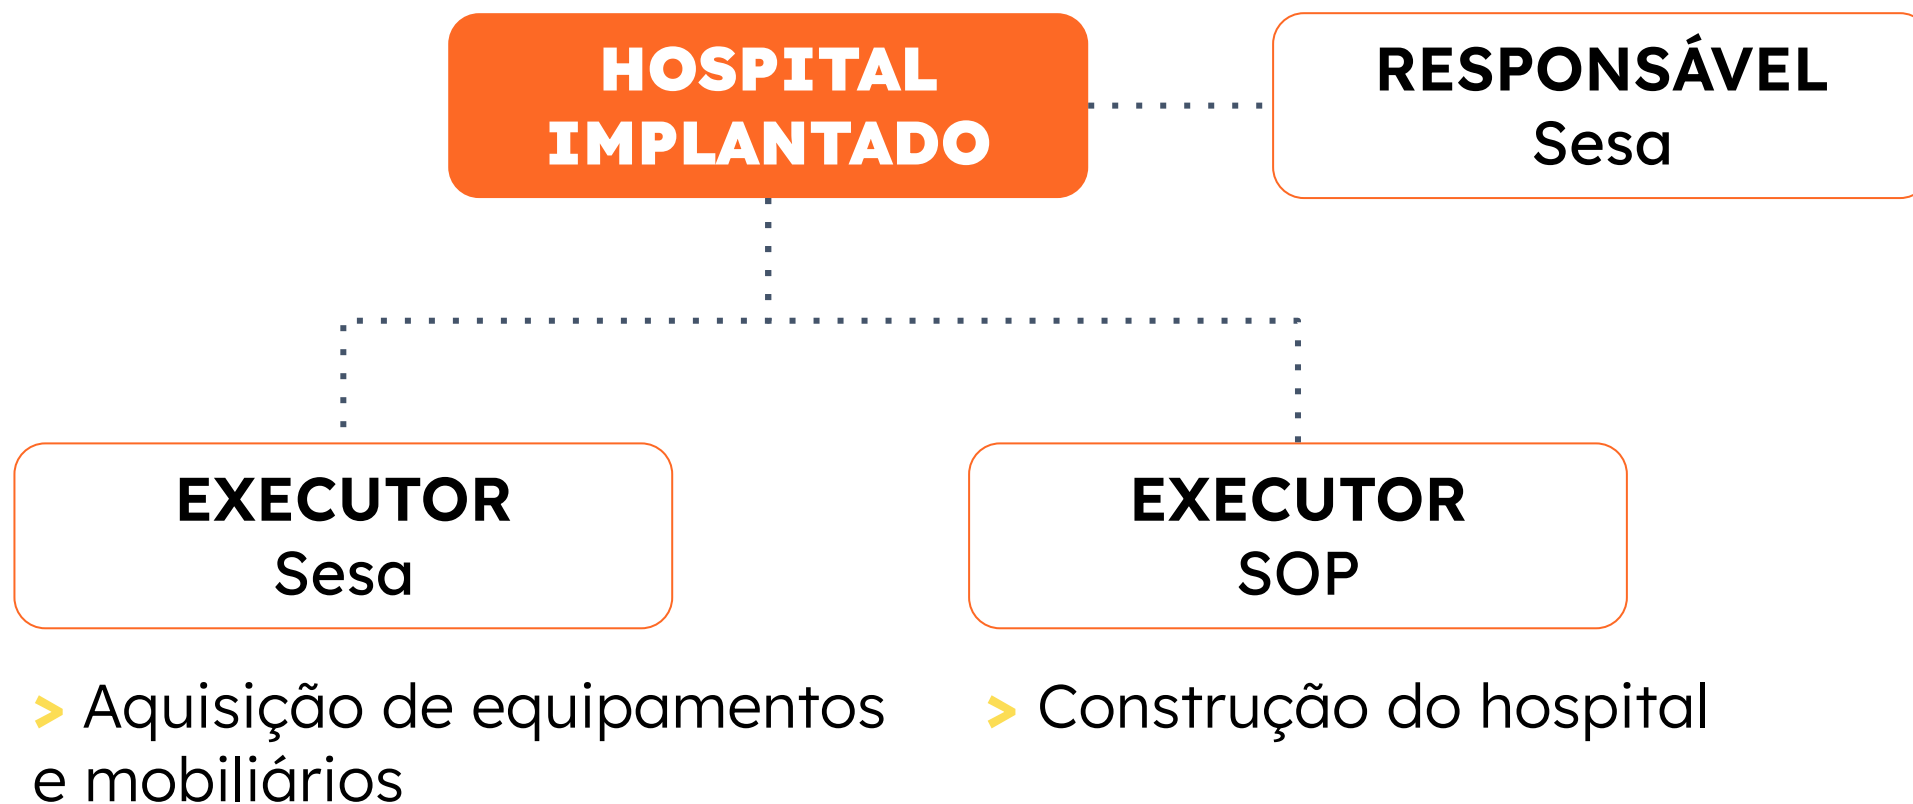 HOSPITAL
IMPLANTADO
RESPONSÁVEL
Sesa
EXECUTOR
Sesa
> Aquisição de equipamentos
e mobiliários
EXECUTOR
SOP
> Construção do hospital